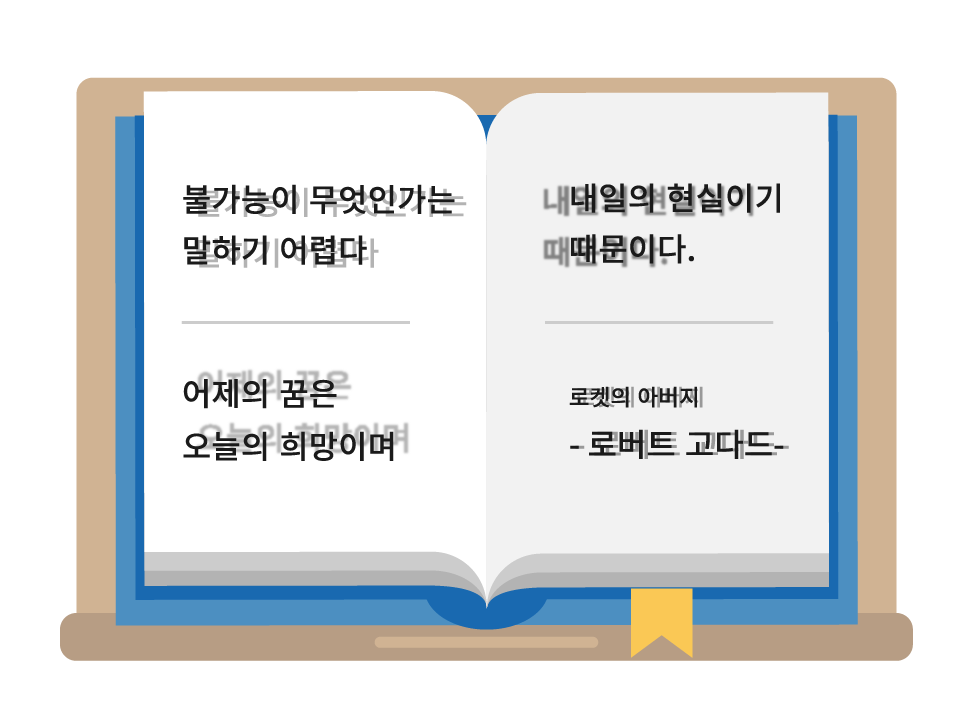 불가능이 무엇인가는
말하기 어렵다
어제의 꿈은
오늘의 희망이며
내일의 현실이기
때문이다.
로켓의 아버지
- 로버트 고다드-